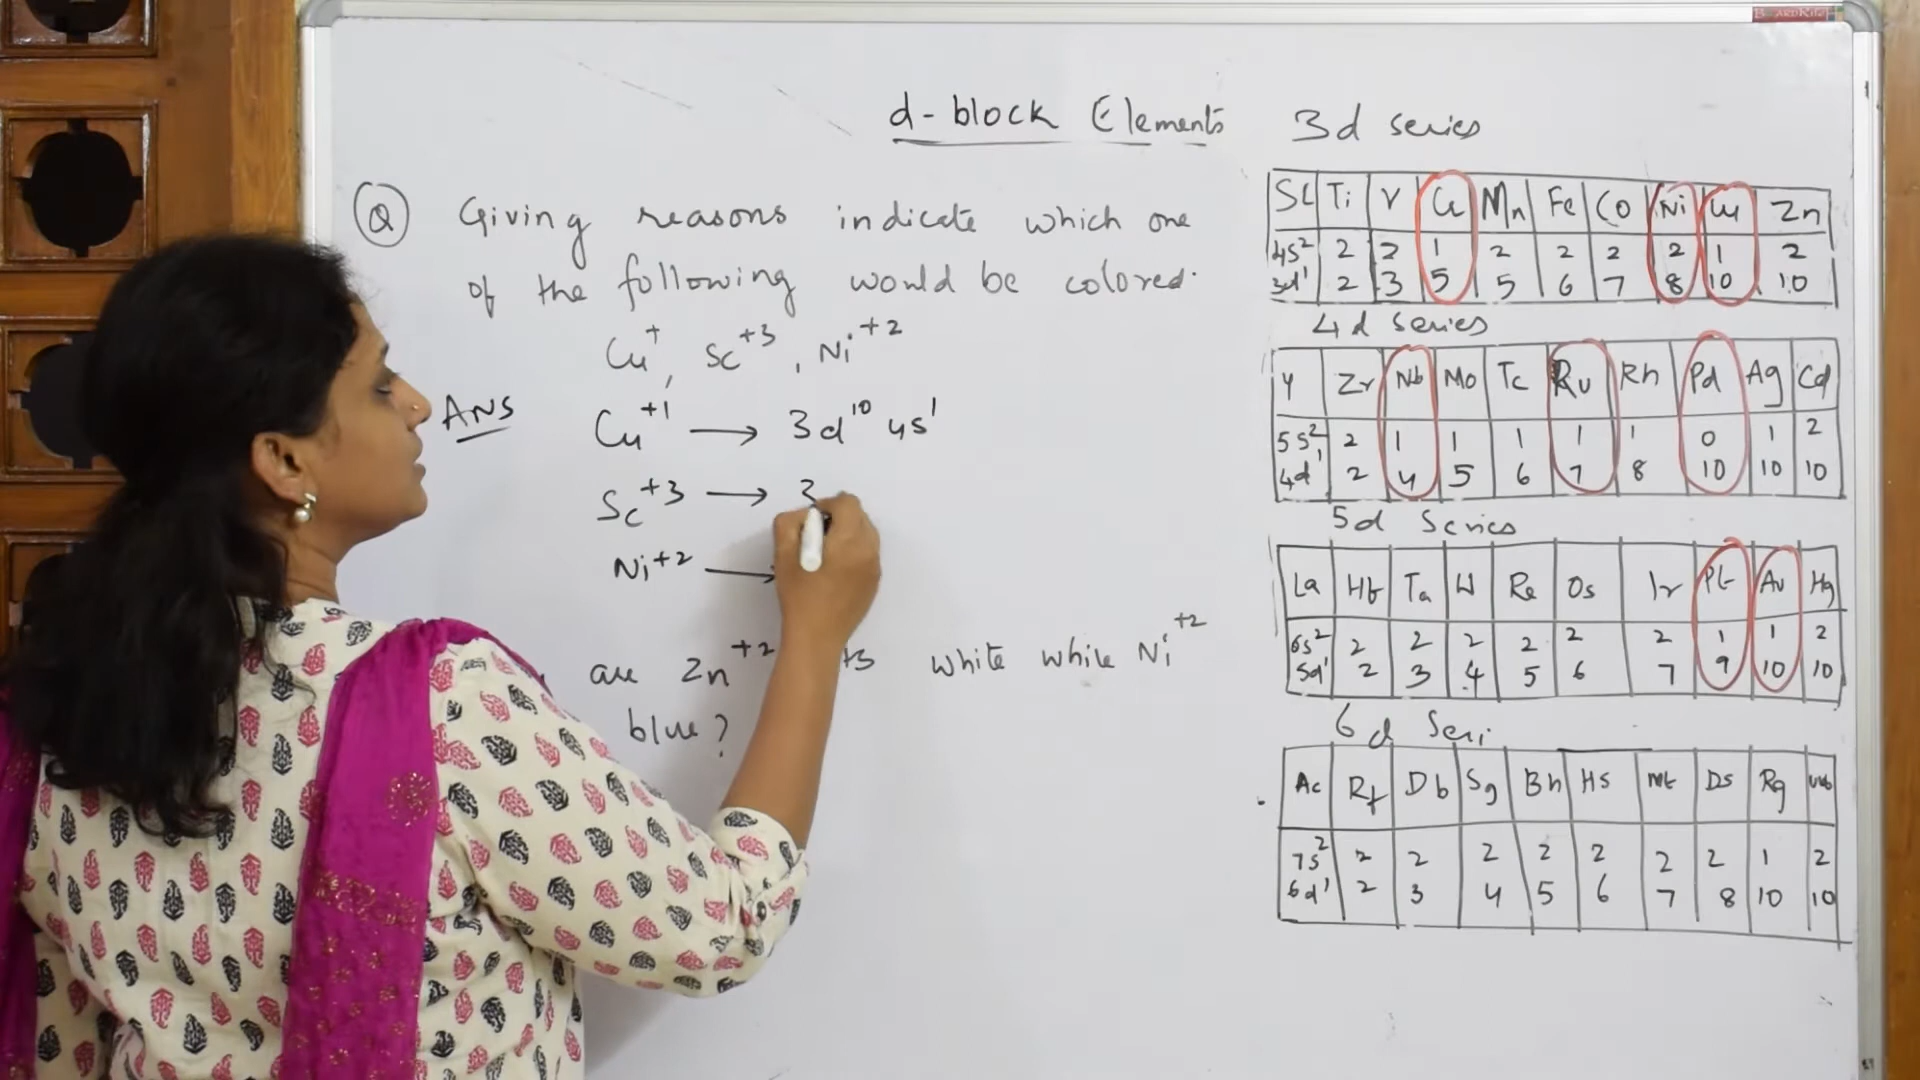 d-block Elements
Q Giving reasons indicate which one
of the following would be colored.
Cu⁺, Sc⁺³, Ni⁺²
Ans Cu⁺¹ → 3d¹⁰ 4s¹
Sc⁺³ → 3
Ni⁺² →
are Zn⁺² white while Ni⁺²
blue?
3d series
Sc Ti V Cr Mn Fe Co Ni Cu Zn
4s² 2 2 1 2 2 2 2 1 2
3d¹ 2 3 5 5 6 7 8 10 10
4d series
Y Zr Nb Mo Tc Ru Rh Pd Ag Cd
5s² 2 1 1 1 1 1 0 1 2
4d¹ 2 4 5 6 7 8 10 10 10
5d Series
La Hf Ta W Re Os Ir Pt Au Hg
6s² 2 2 2 2 2 2 1 1 2
5d¹ 2 3 4 5 6 7 9 10 10
6d Seri
Ac Rf Db Sg Bh Hs Mt Ds Rg Uub
7s² 2 2 2 2 2 2 2 1 2
6d¹ 2 3 4 5 6 7 8 10 10